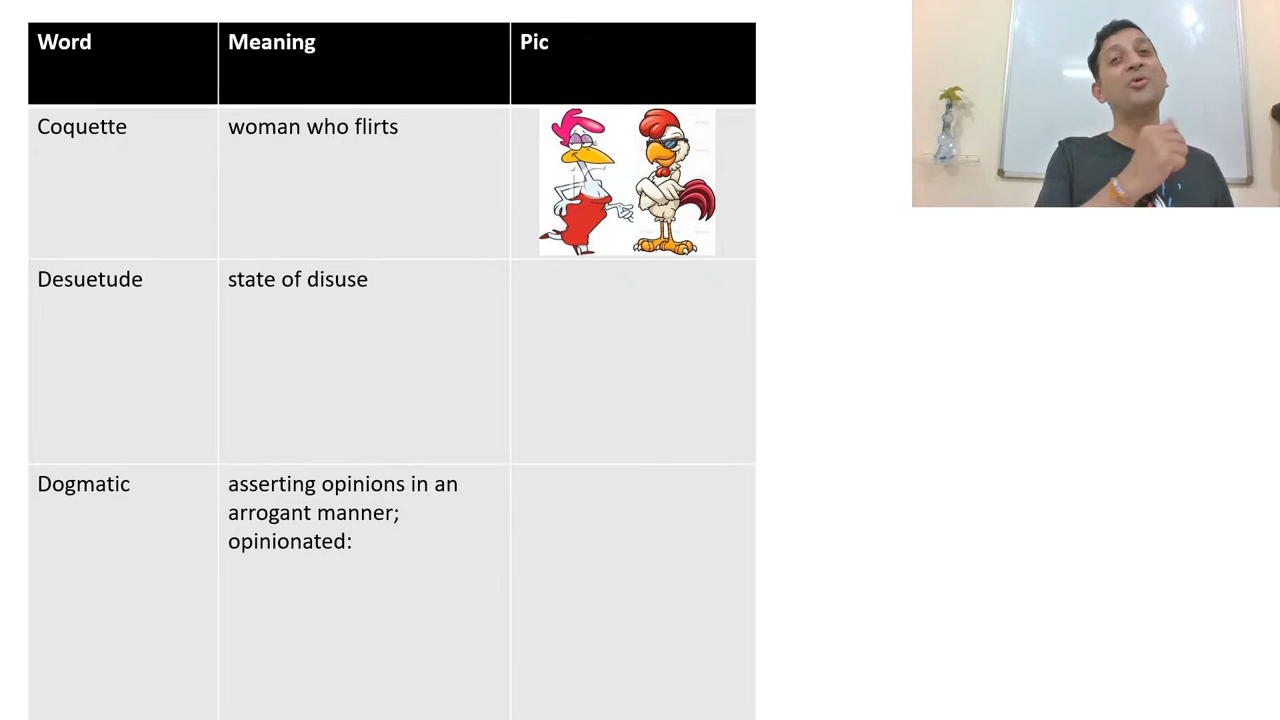 Word Meaning Pic
Coquette woman who flirts
Desuetude state of disuse
Dogmatic asserting opinions in an
arrogant manner;
opinionated: